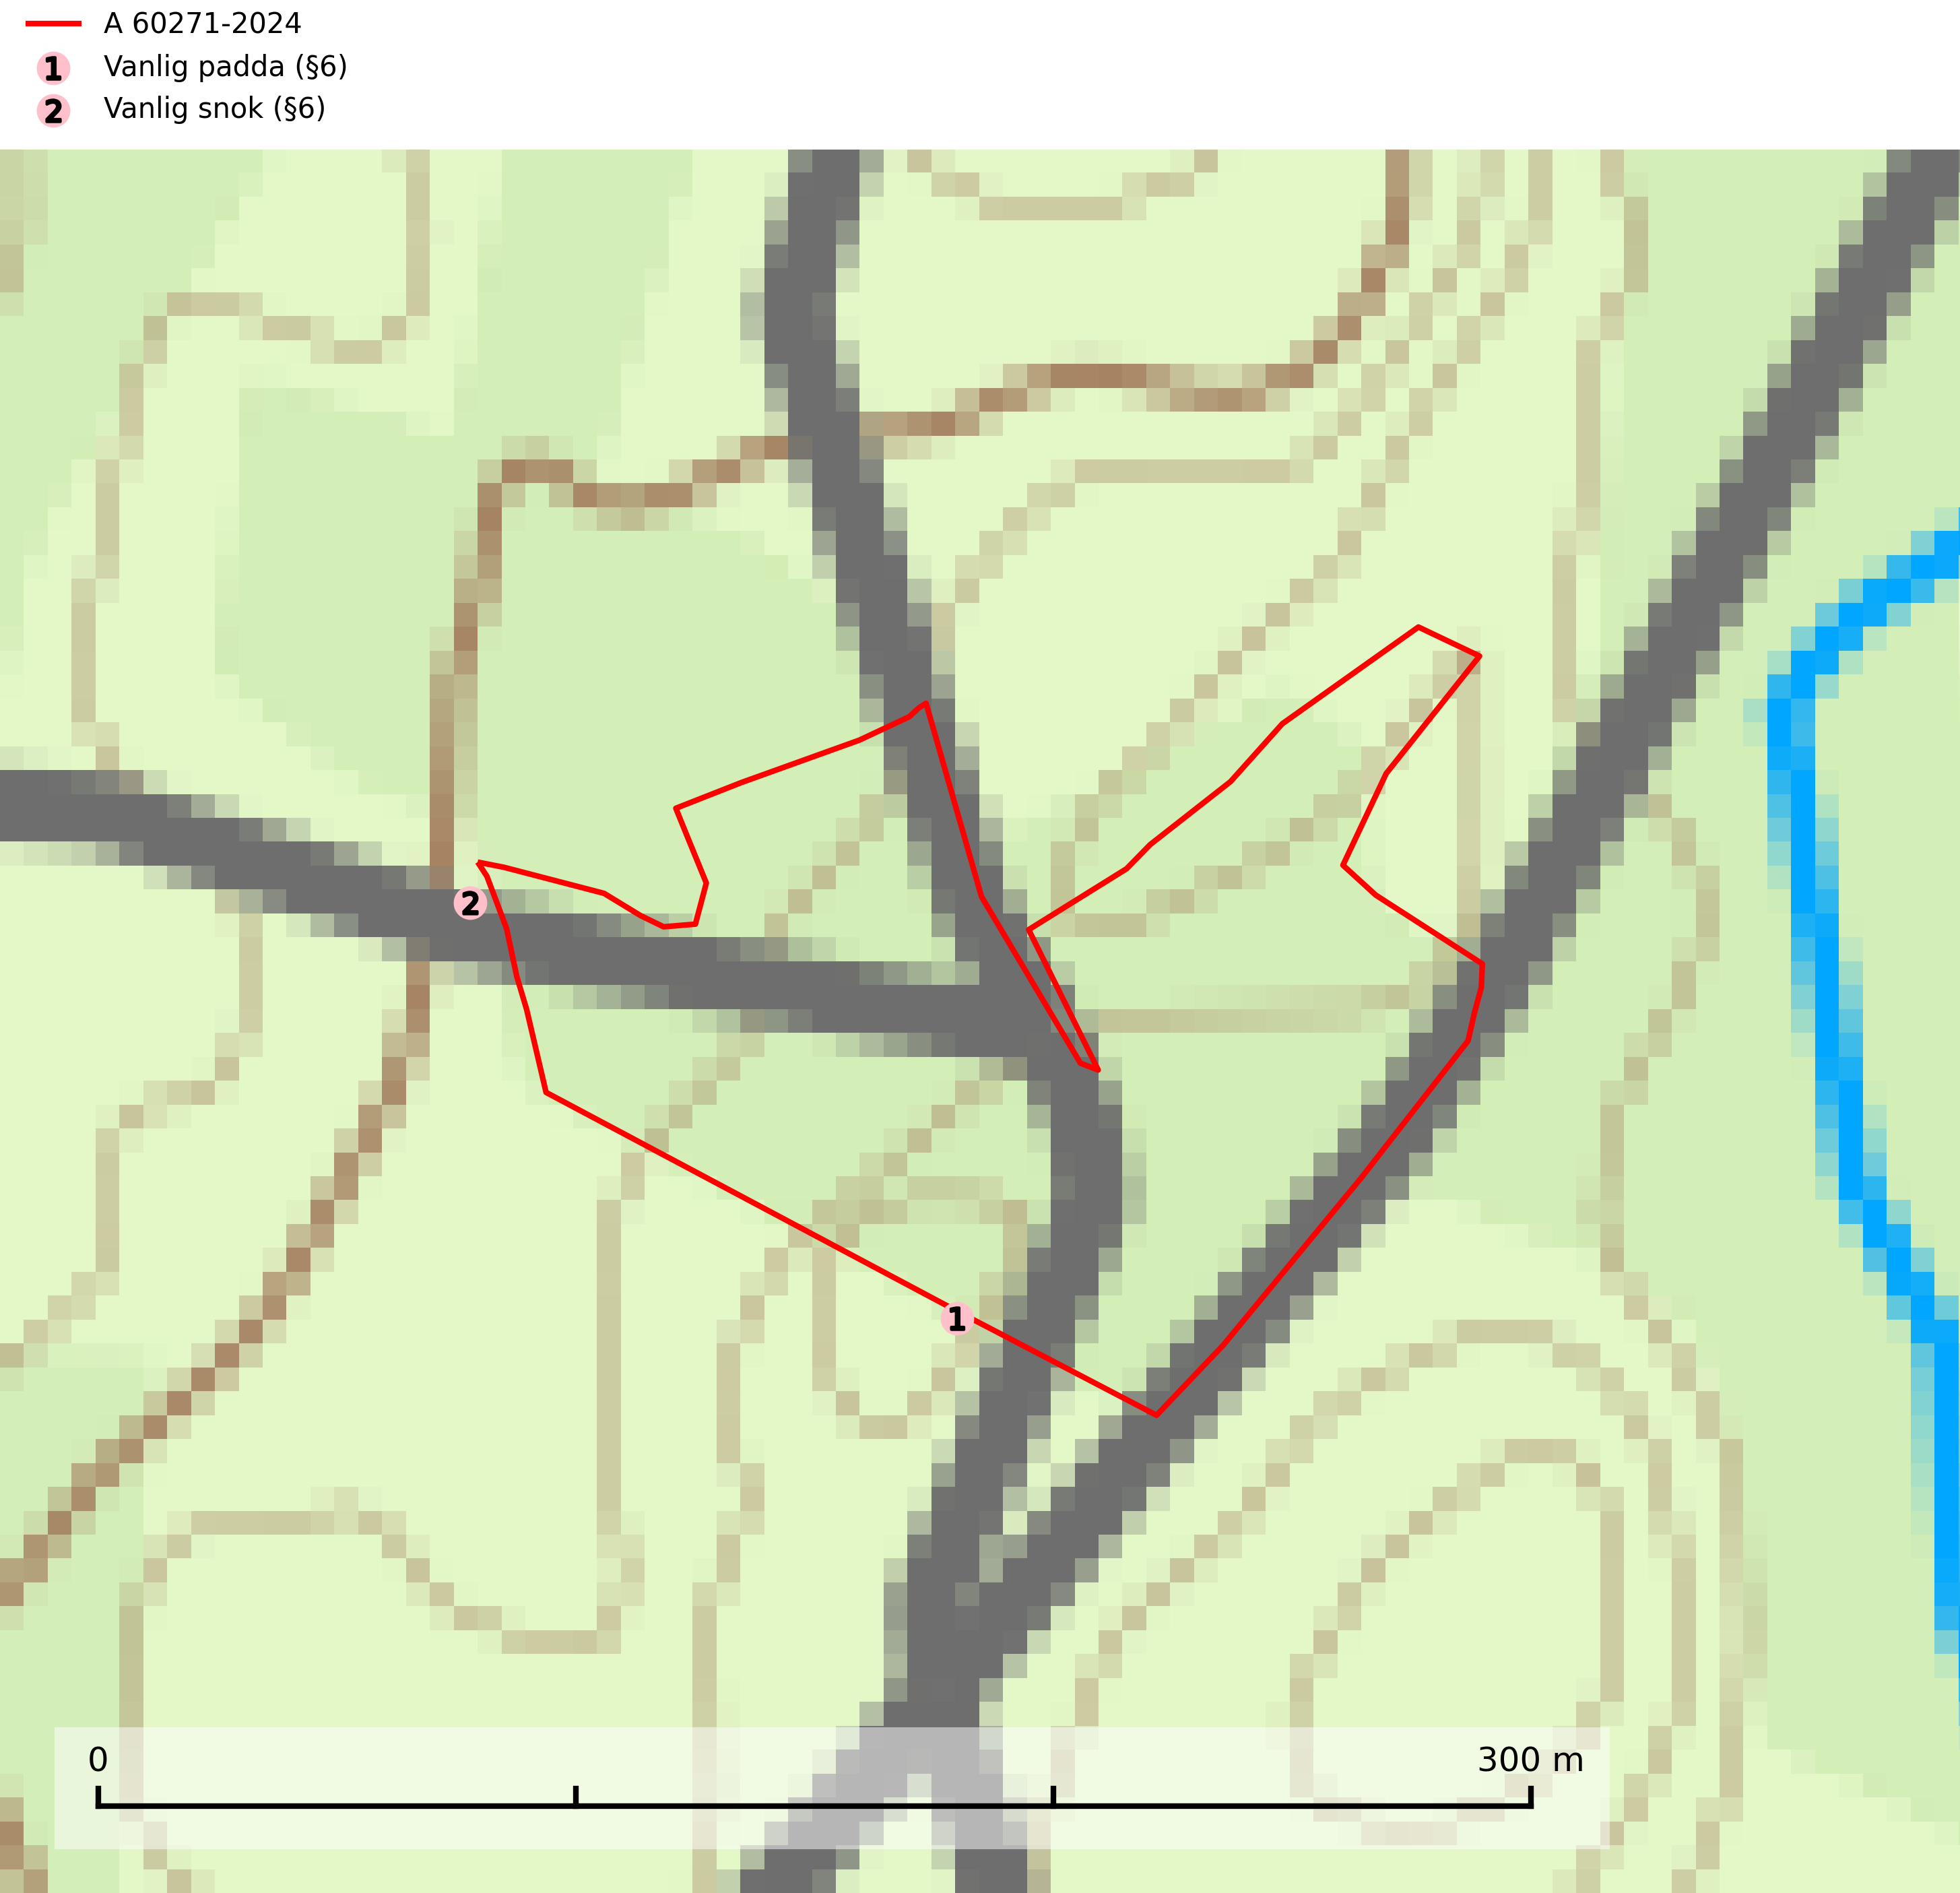 A 60271-2024
1 Vanlig padda (§6)
2 Vanlig snok (§6)
2
1
0 300 m